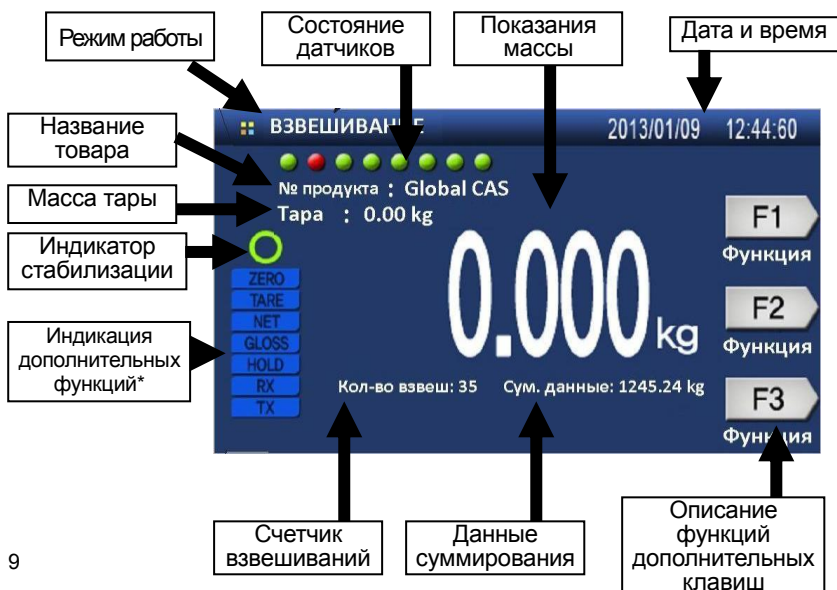 Режим работы
Состояние
датчиков
Показания
массы
Дата и время
Название
товара
Масса тары
Индикатор
стабилизации
Индикация
дополнительных
функций*
ВЗВЕШИВАНИЕ
2013/01/09 12:44:60
№ продукта : Global CAS
Тара : 0.00 kg
ZERO
TARE
NET
GLOSS
HOLD
RX
TX
0.000 kg
Кол-во взвеш: 35 Сум. данные: 1245.24 kg
F1
Функция
F2
Функция
F3
Функция
Счетчик
взвешиваний
Данные
суммирования
Описание
функций
дополнительных
клавиш
9